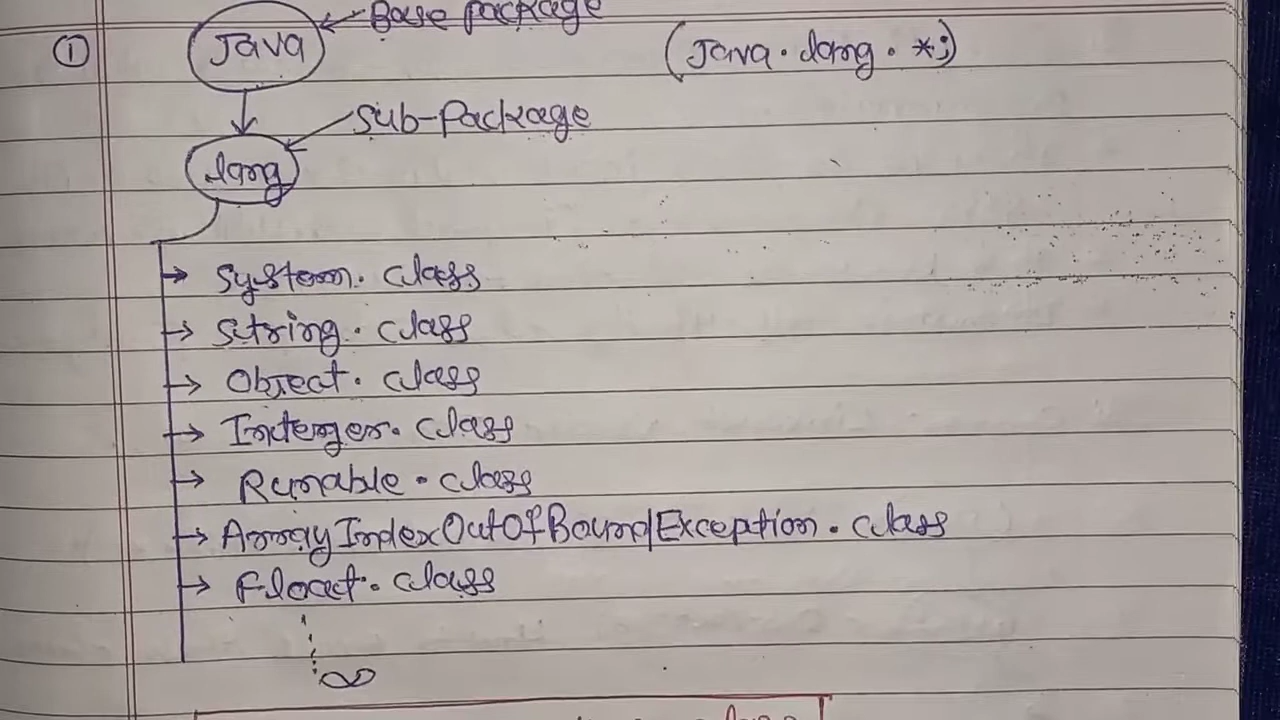 ① Java Base package (Java.lang.*;)
Sub-package
lang
System.class
String.class
Object.class
Integer.class
Runable.class
ArrayIndexOutOfBoundException.class
Float.class
∞